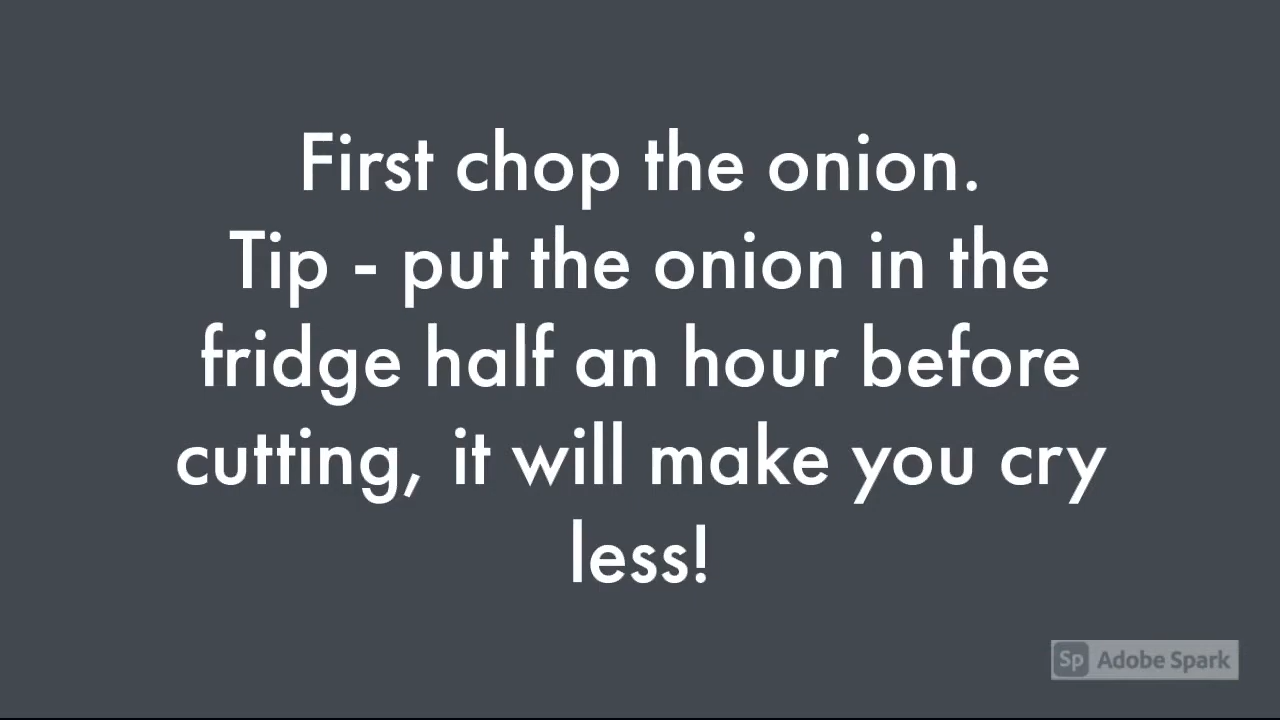 First chop the onion.
Tip - put the onion in the
fridge half an hour before
cutting, it will make you cry
less!
Sp Adobe Spark